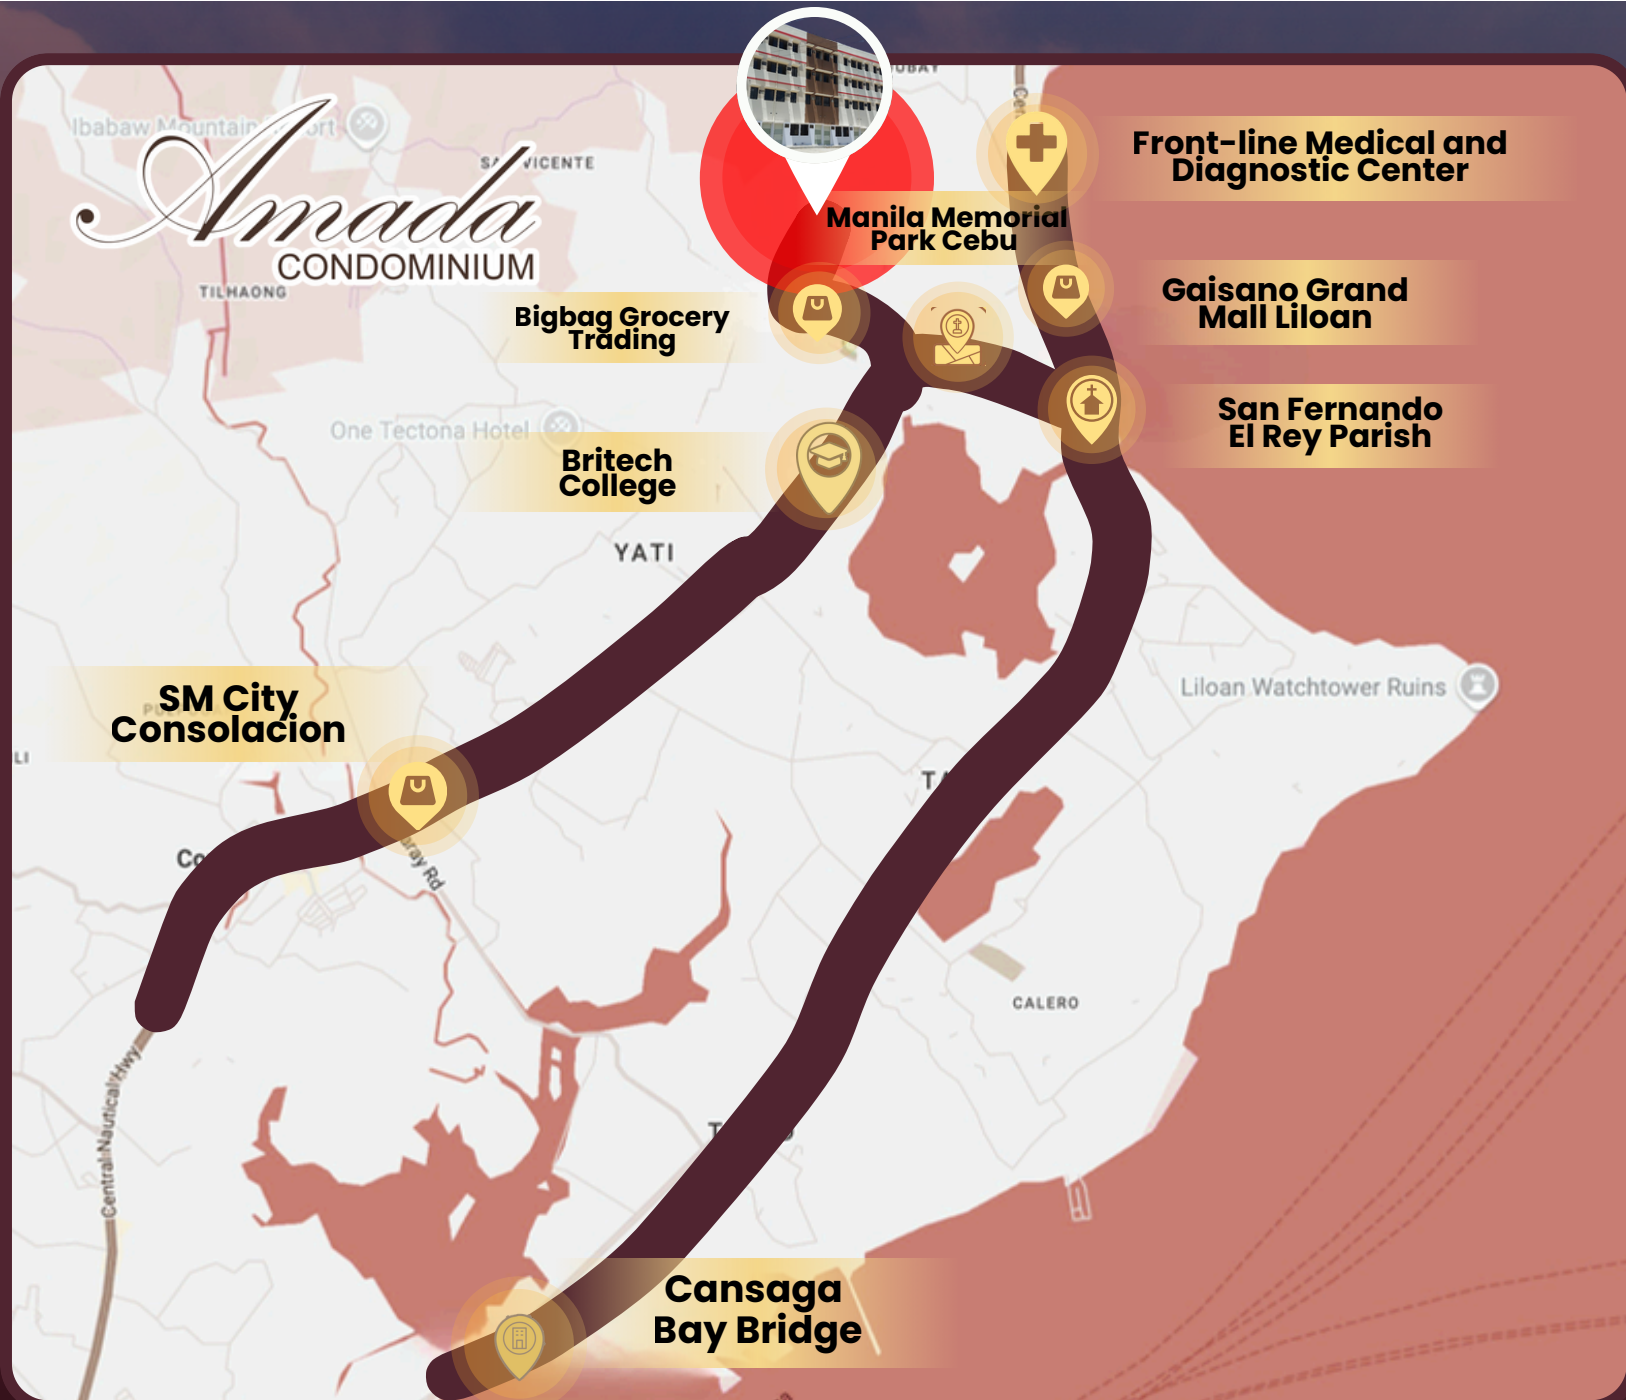 Ibabaw Mountain
Amada
CONDOMINIUM
VICENTE
TILHAONG
Front-line Medical and
Diagnostic Center
Manila Memorial
Park Cebu
Gaisano Grand
Mall Liloan
Bigbag Grocery
Trading
San Fernando
El Rey Parish
One Tectona Hotel
Britech
College
YATI
Liloan Watchtower Ruins
SM City
Consolacion
Rd
CALERO
Central Nautical Hwy
Cansaga
Bay Bridge